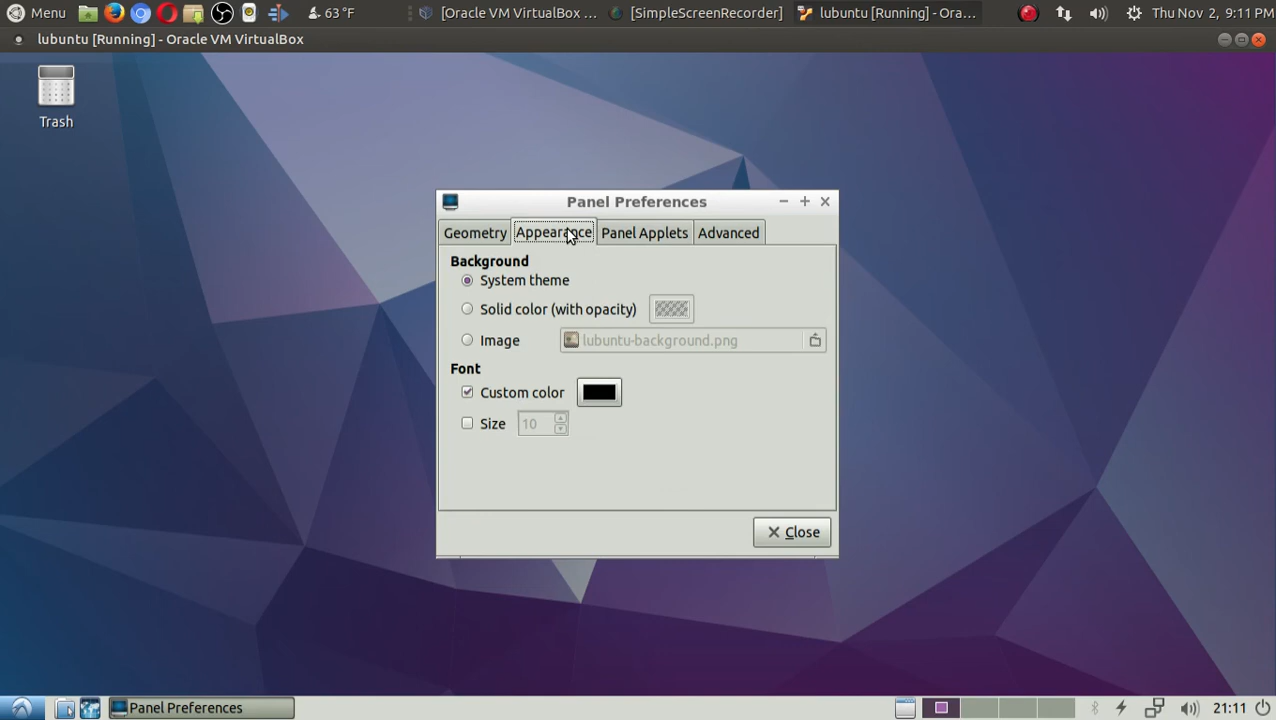 Menu 63 °F [Oracle VM VirtualBox ... [SimpleScreenRecorder] lubuntu [Running] - Ora... Thu Nov 2, 9:11 PM
lubuntu [Running] - Oracle VM VirtualBox
Trash
Panel Preferences
Geometry Appearance Panel Applets Advanced
Background
System theme
Solid color (with opacity)
Image lubuntu-background.png
Font
Custom color
Size 10
Close
Panel Preferences 21:11